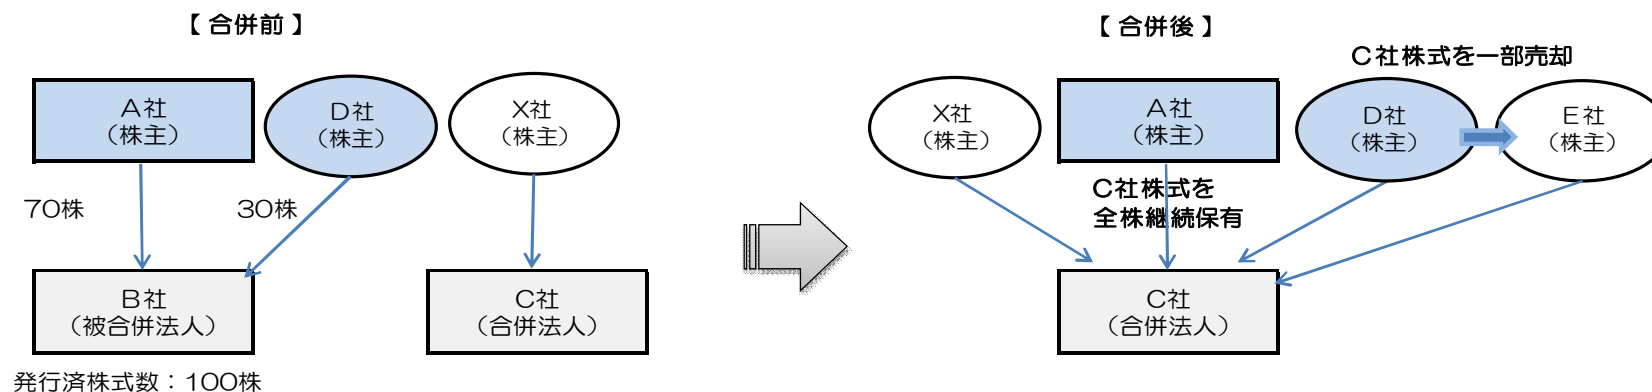 【 合併前 】
A社
（株主）
D社
（株主）
X社
（株主）
70株
30株
B社
（被合併法人）
C社
（合併法人）
発行済株式数：100株
【 合併後 】
C社株式を一部売却
X社
（株主）
A社
（株主）
D社
（株主）
E社
（株主）
C社株式を
全株継続保有
C社
（合併法人）